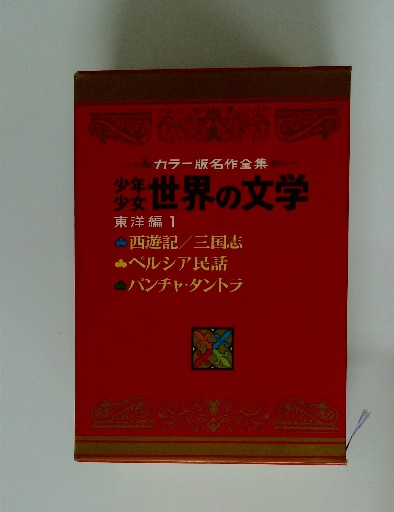 カラー版名作全集
少年少女世界の文学
東洋編1
西遊記/三国志
ペルシア民話
パンチャ・タントラ